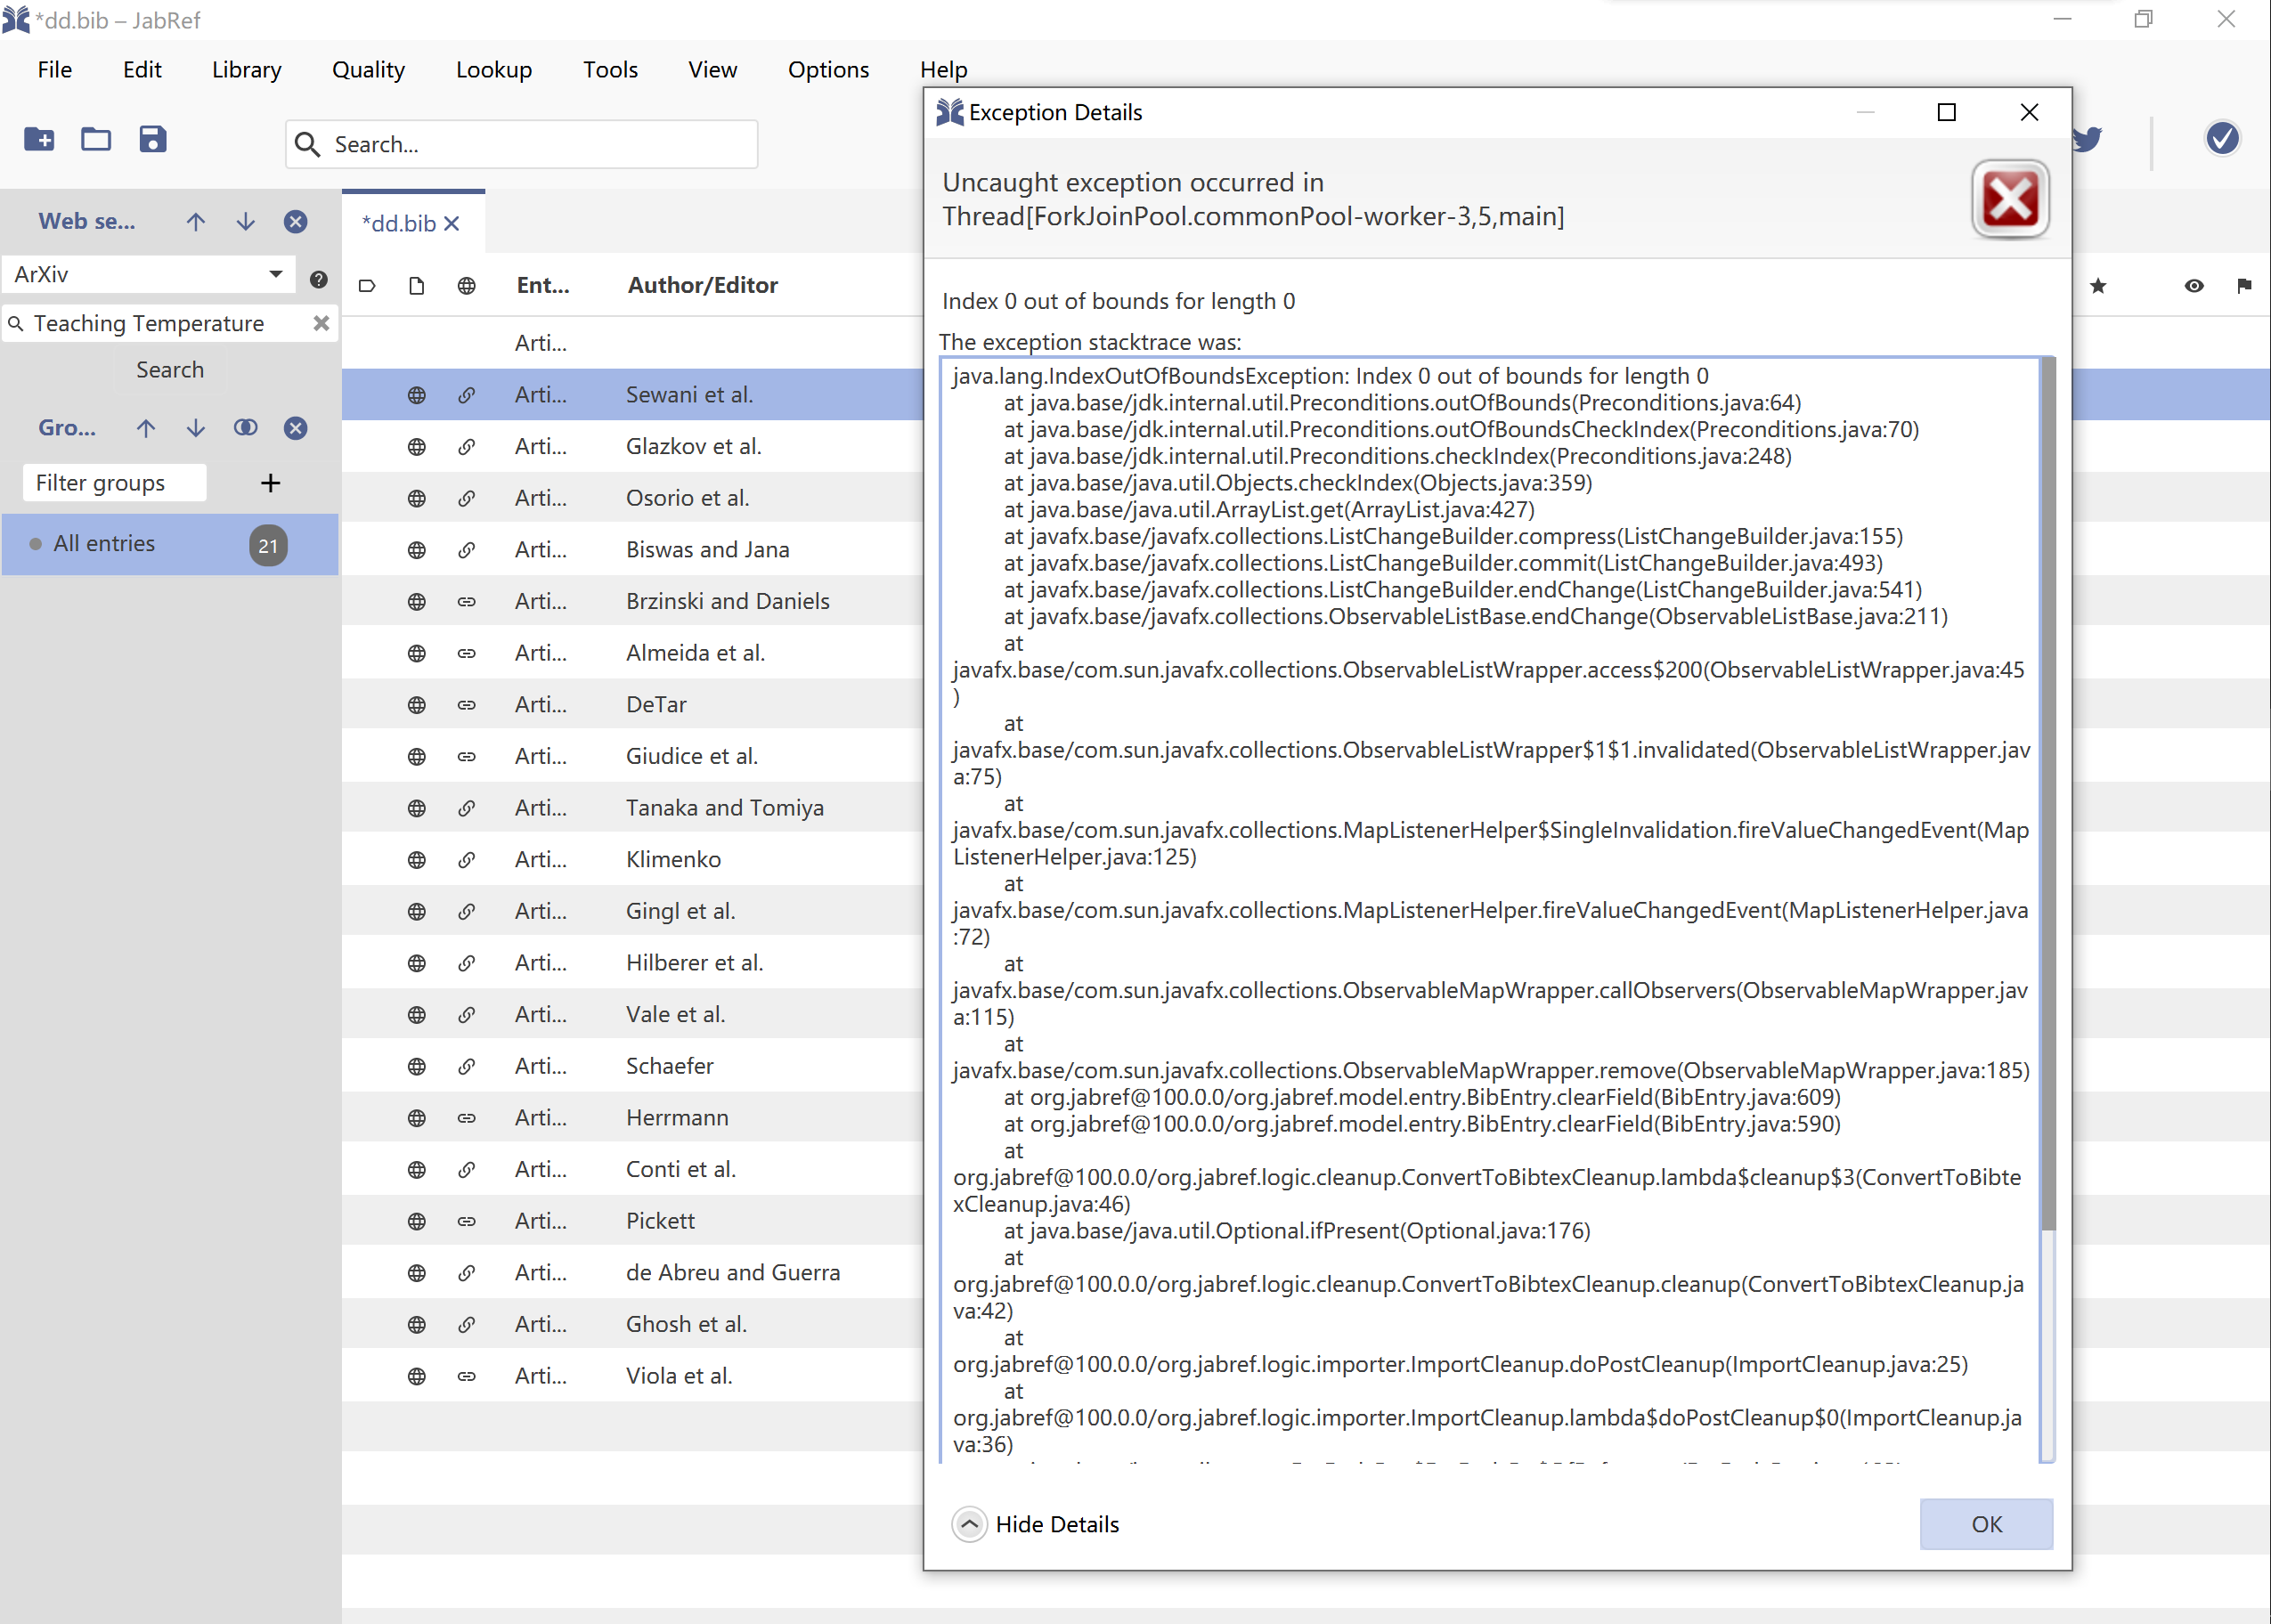 *dd.bib – JabRef
File Edit Library Quality Lookup Tools View Options Help
Search...
Web se...
ArXiv
Teaching Temperature
Search
Gro...
Filter groups
All entries 21
*dd.bib
Ent... Author/Editor
Arti...
Arti... Sewani et al.
Arti... Glazkov et al.
Arti... Osorio et al.
Arti... Biswas and Jana
Arti... Brzinski and Daniels
Arti... Almeida et al.
Arti... DeTar
Arti... Giudice et al.
Arti... Tanaka and Tomiya
Arti... Klimenko
Arti... Gingl et al.
Arti... Hilberer et al.
Arti... Vale et al.
Arti... Schaefer
Arti... Herrmann
Arti... Conti et al.
Arti... Pickett
Arti... de Abreu and Guerra
Arti... Ghosh et al.
Arti... Viola et al.
Exception Details
Uncaught exception occurred in
Thread[ForkJoinPool.commonPool-worker-3,5,main]
Index 0 out of bounds for length 0
The exception stacktrace was:
java.lang.IndexOutOfBoundsException: Index 0 out of bounds for length 0
at java.base/jdk.internal.util.Preconditions.outOfBounds(Preconditions.java:64)
at java.base/jdk.internal.util.Preconditions.outOfBoundsCheckIndex(Preconditions.java:70)
at java.base/jdk.internal.util.Preconditions.checkIndex(Preconditions.java:248)
at java.base/java.util.Objects.checkIndex(Objects.java:359)
at java.base/java.util.ArrayList.get(ArrayList.java:427)
at javafx.base/javafx.collections.ListChangeBuilder.compress(ListChangeBuilder.java:155)
at javafx.base/javafx.collections.ListChangeBuilder.commit(ListChangeBuilder.java:493)
at javafx.base/javafx.collections.ListChangeBuilder.endChange(ListChangeBuilder.java:541)
at javafx.base/javafx.collections.ObservableListBase.endChange(ObservableListBase.java:211)
at
javafx.base/com.sun.javafx.collections.ObservableListWrapper.access$200(ObservableListWrapper.java:45
)
at
javafx.base/com.sun.javafx.collections.ObservableListWrapper$1$1.invalidated(ObservableListWrapper.jav
a:75)
at
javafx.base/com.sun.javafx.collections.MapListenerHelper$SingleInvalidation.fireValueChangedEvent(Map
ListenerHelper.java:125)
at
javafx.base/com.sun.javafx.collections.MapListenerHelper.fireValueChangedEvent(MapListenerHelper.java
:72)
at
javafx.base/com.sun.javafx.collections.ObservableMapWrapper.callObservers(ObservableMapWrapper.jav
a:115)
at
javafx.base/com.sun.javafx.collections.ObservableMapWrapper.remove(ObservableMapWrapper.java:185)
at org.jabref@100.0.0/org.jabref.model.entry.BibEntry.clearField(BibEntry.java:609)
at org.jabref@100.0.0/org.jabref.model.entry.BibEntry.clearField(BibEntry.java:590)
at
org.jabref@100.0.0/org.jabref.logic.cleanup.ConvertToBibtexCleanup.lambda$cleanup$3(ConvertToBibte
xCleanup.java:46)
at java.base/java.util.Optional.ifPresent(Optional.java:176)
at
org.jabref@100.0.0/org.jabref.logic.cleanup.ConvertToBibtexCleanup.cleanup(ConvertToBibtexCleanup.ja
va:42)
at
org.jabref@100.0.0/org.jabref.logic.importer.ImportCleanup.doPostCleanup(ImportCleanup.java:25)
at
org.jabref@100.0.0/org.jabref.logic.importer.ImportCleanup.lambda$doPostCleanup$0(ImportCleanup.ja
va:36)
Hide Details
OK